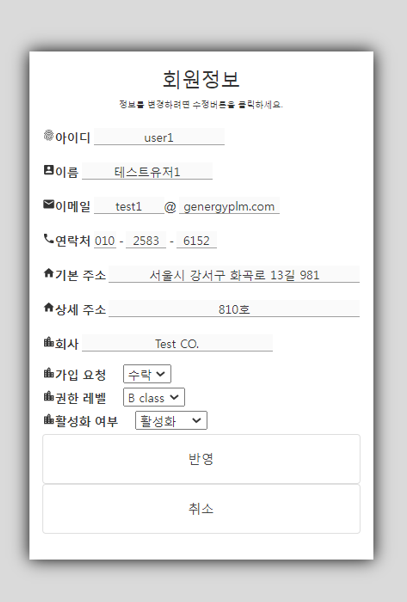 회원정보
정보를 변경하려면 수정버튼을 클릭하세요.
아이디 user1
이름 테스트유저1
이메일 test1 @ genergyplm.com
연락처 010 - 2583 - 6152
기본 주소 서울시 강서구 화곡로 13길 981
상세 주소 810호
회사 Test CO.
가입 요청 수락
권한 레벨 B class
활성화 여부 활성화
반영
취소